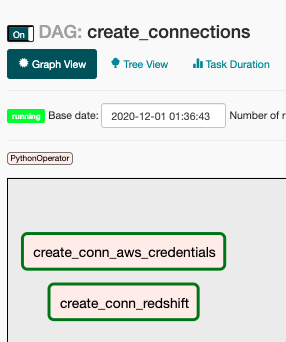 On DAG: create_connections
Graph View Tree View Task Duration
running Base date: 2020-12-01 01:36:43 Number of r
PythonOperator
create_conn_aws_credentials
create_conn_redshift